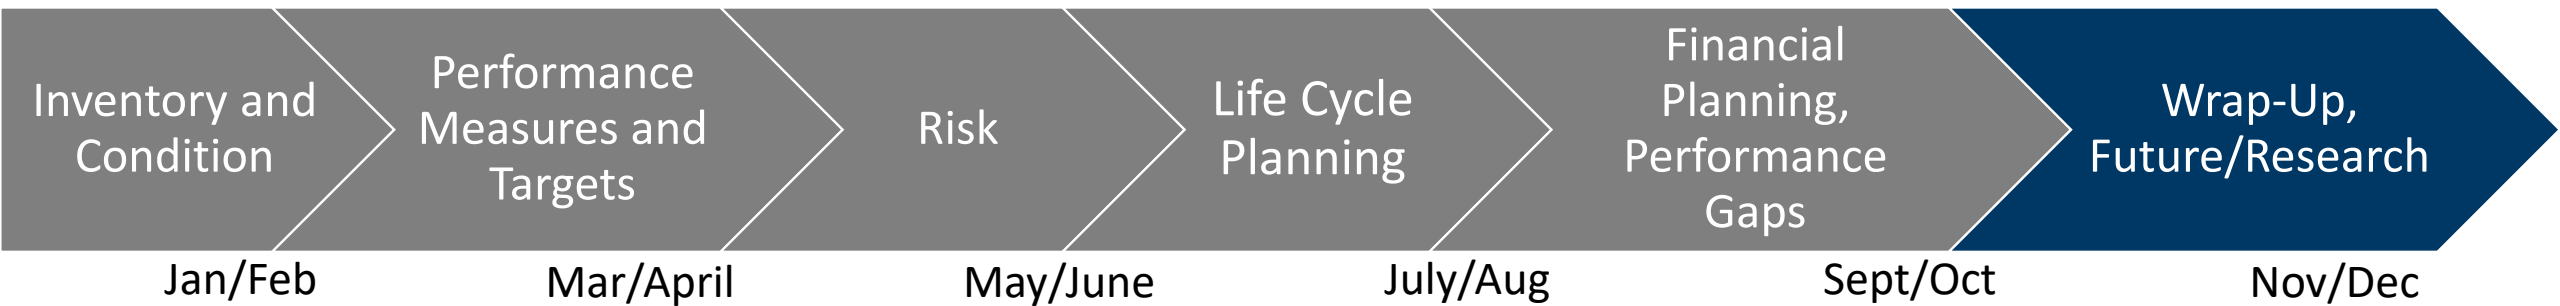 Inventory and
Condition
Performance
Measures and
Targets
Risk
Life Cycle
Planning
Financial
Planning,
Performance
Gaps
Wrap-Up,
Future/Research
Jan/Feb
Mar/April
May/June
July/Aug
Sept/Oct
Nov/Dec